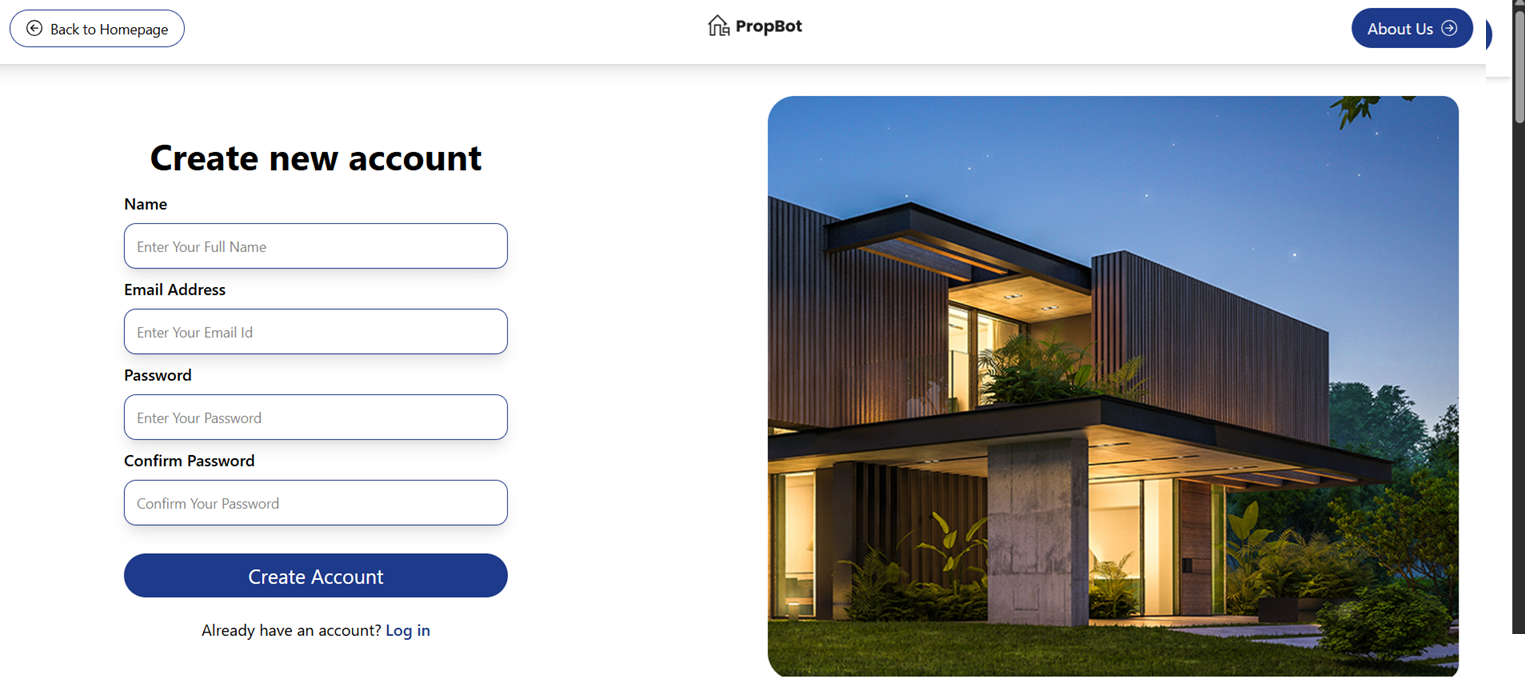 Back to Homepage
PropBot
About Us
Create new account
Name
Enter Your Full Name
Email Address
Enter Your Email Id
Password
Enter Your Password
Confirm Password
Confirm Your Password
Create Account
Already have an account? Log in